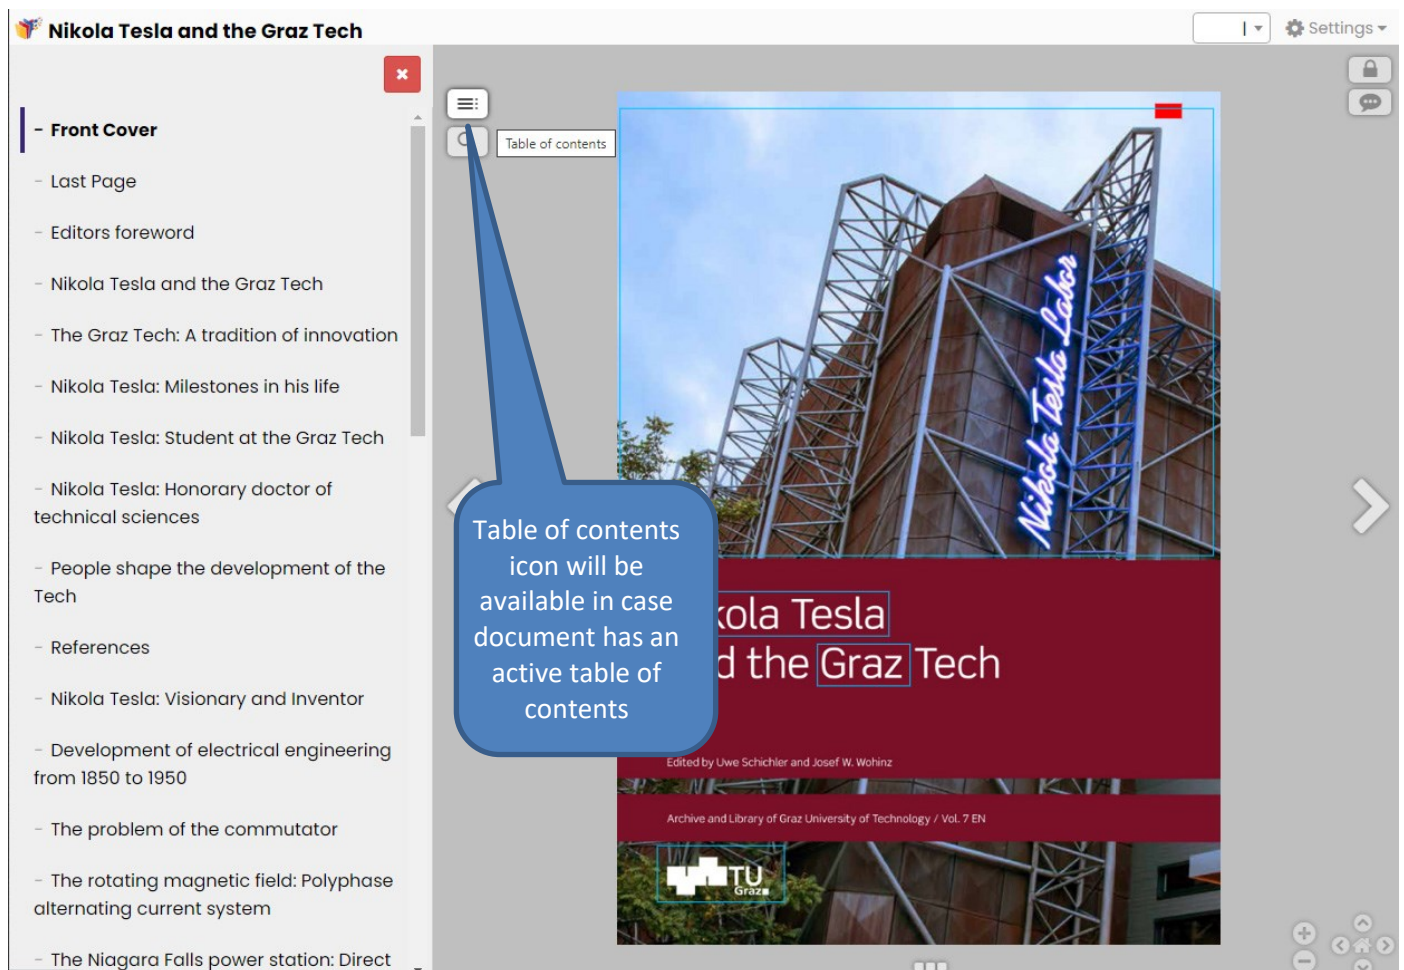 Nikola Tesla and the Graz Tech
Settings
- Front Cover
- Last Page
- Editors foreword
- Nikola Tesla and the Graz Tech
- The Graz Tech: A tradition of innovation
- Nikola Tesla: Milestones in his life
- Nikola Tesla: Student at the Graz Tech
- Nikola Tesla: Honorary doctor of
technical sciences
- People shape the development of the
Tech
- References
- Nikola Tesla: Visionary and Inventor
- Development of electrical engineering
from 1850 to 1950
- The problem of the commutator
- The rotating magnetic field: Polyphase
alternating current system
- The Niagara Falls power station: Direct
Table of contents
Table of contents
icon will be
available in case
document has an
active table of
contents
Nikola Tesla Labor
kola Tesla
d the Graz Tech
Edited by Uwe Schichler and Josef W. Wohinz
Archive and Library of Graz University of Technology / Vol. 7 EN
TU
Graz